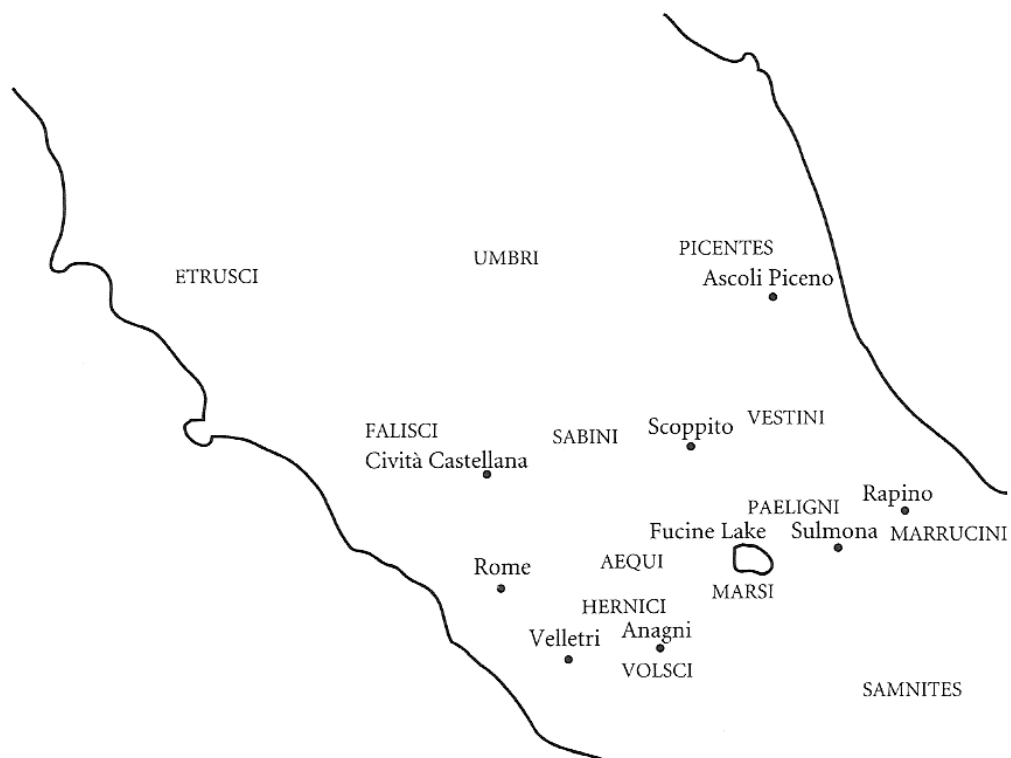 PICENTES
UMBRI
ETRUSCI
Ascoli Piceno
VESTINI
Scoppito
FALISCI
SABINI
Cività Castellana
Rapino
PAELIGNI
Fucine Lake
Sulmona
MARRUCINI
AEQUI
Rome
MARSI
HERNICI
Velletri
Anagni
VOLSCI
SAMNITES